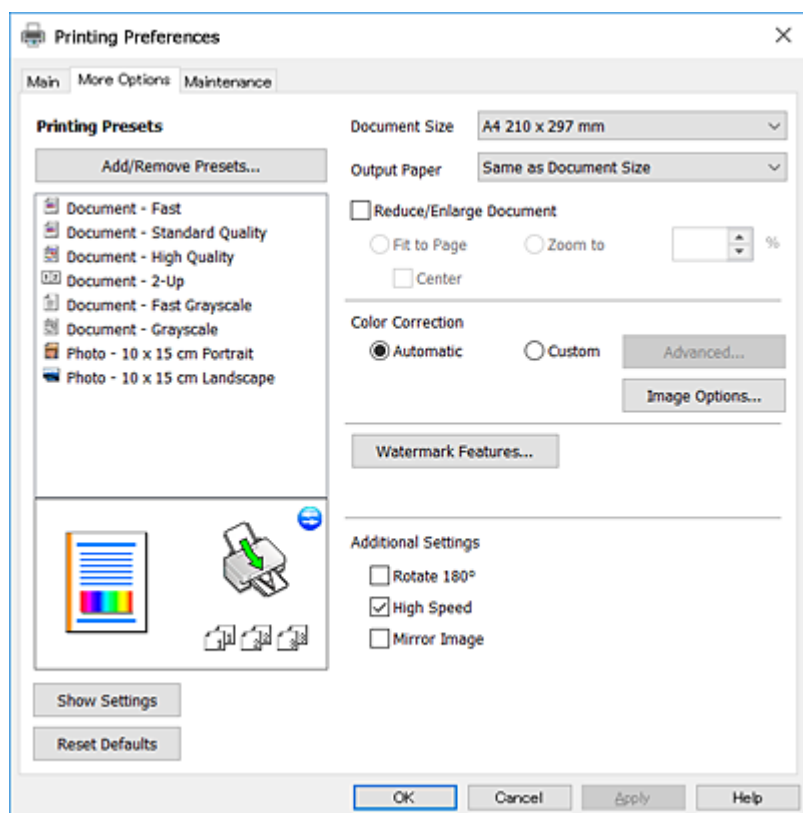 Printing Preferences
Main More Options Maintenance
Printing Presets
Add/Remove Presets...
Document - Fast
Document - Standard Quality
Document - High Quality
Document - 2-Up
Document - Fast Grayscale
Document - Grayscale
Photo - 10 x 15 cm Portrait
Photo - 10 x 15 cm Landscape
Show Settings
Reset Defaults
Document Size A4 210 x 297 mm
Output Paper Same as Document Size
Reduce/Enlarge Document
Fit to Page Zoom to %
Center
Color Correction
Automatic Custom Advanced...
Image Options...
Watermark Features...
Additional Settings
Rotate 180°
High Speed
Mirror Image
OK Cancel Apply Help